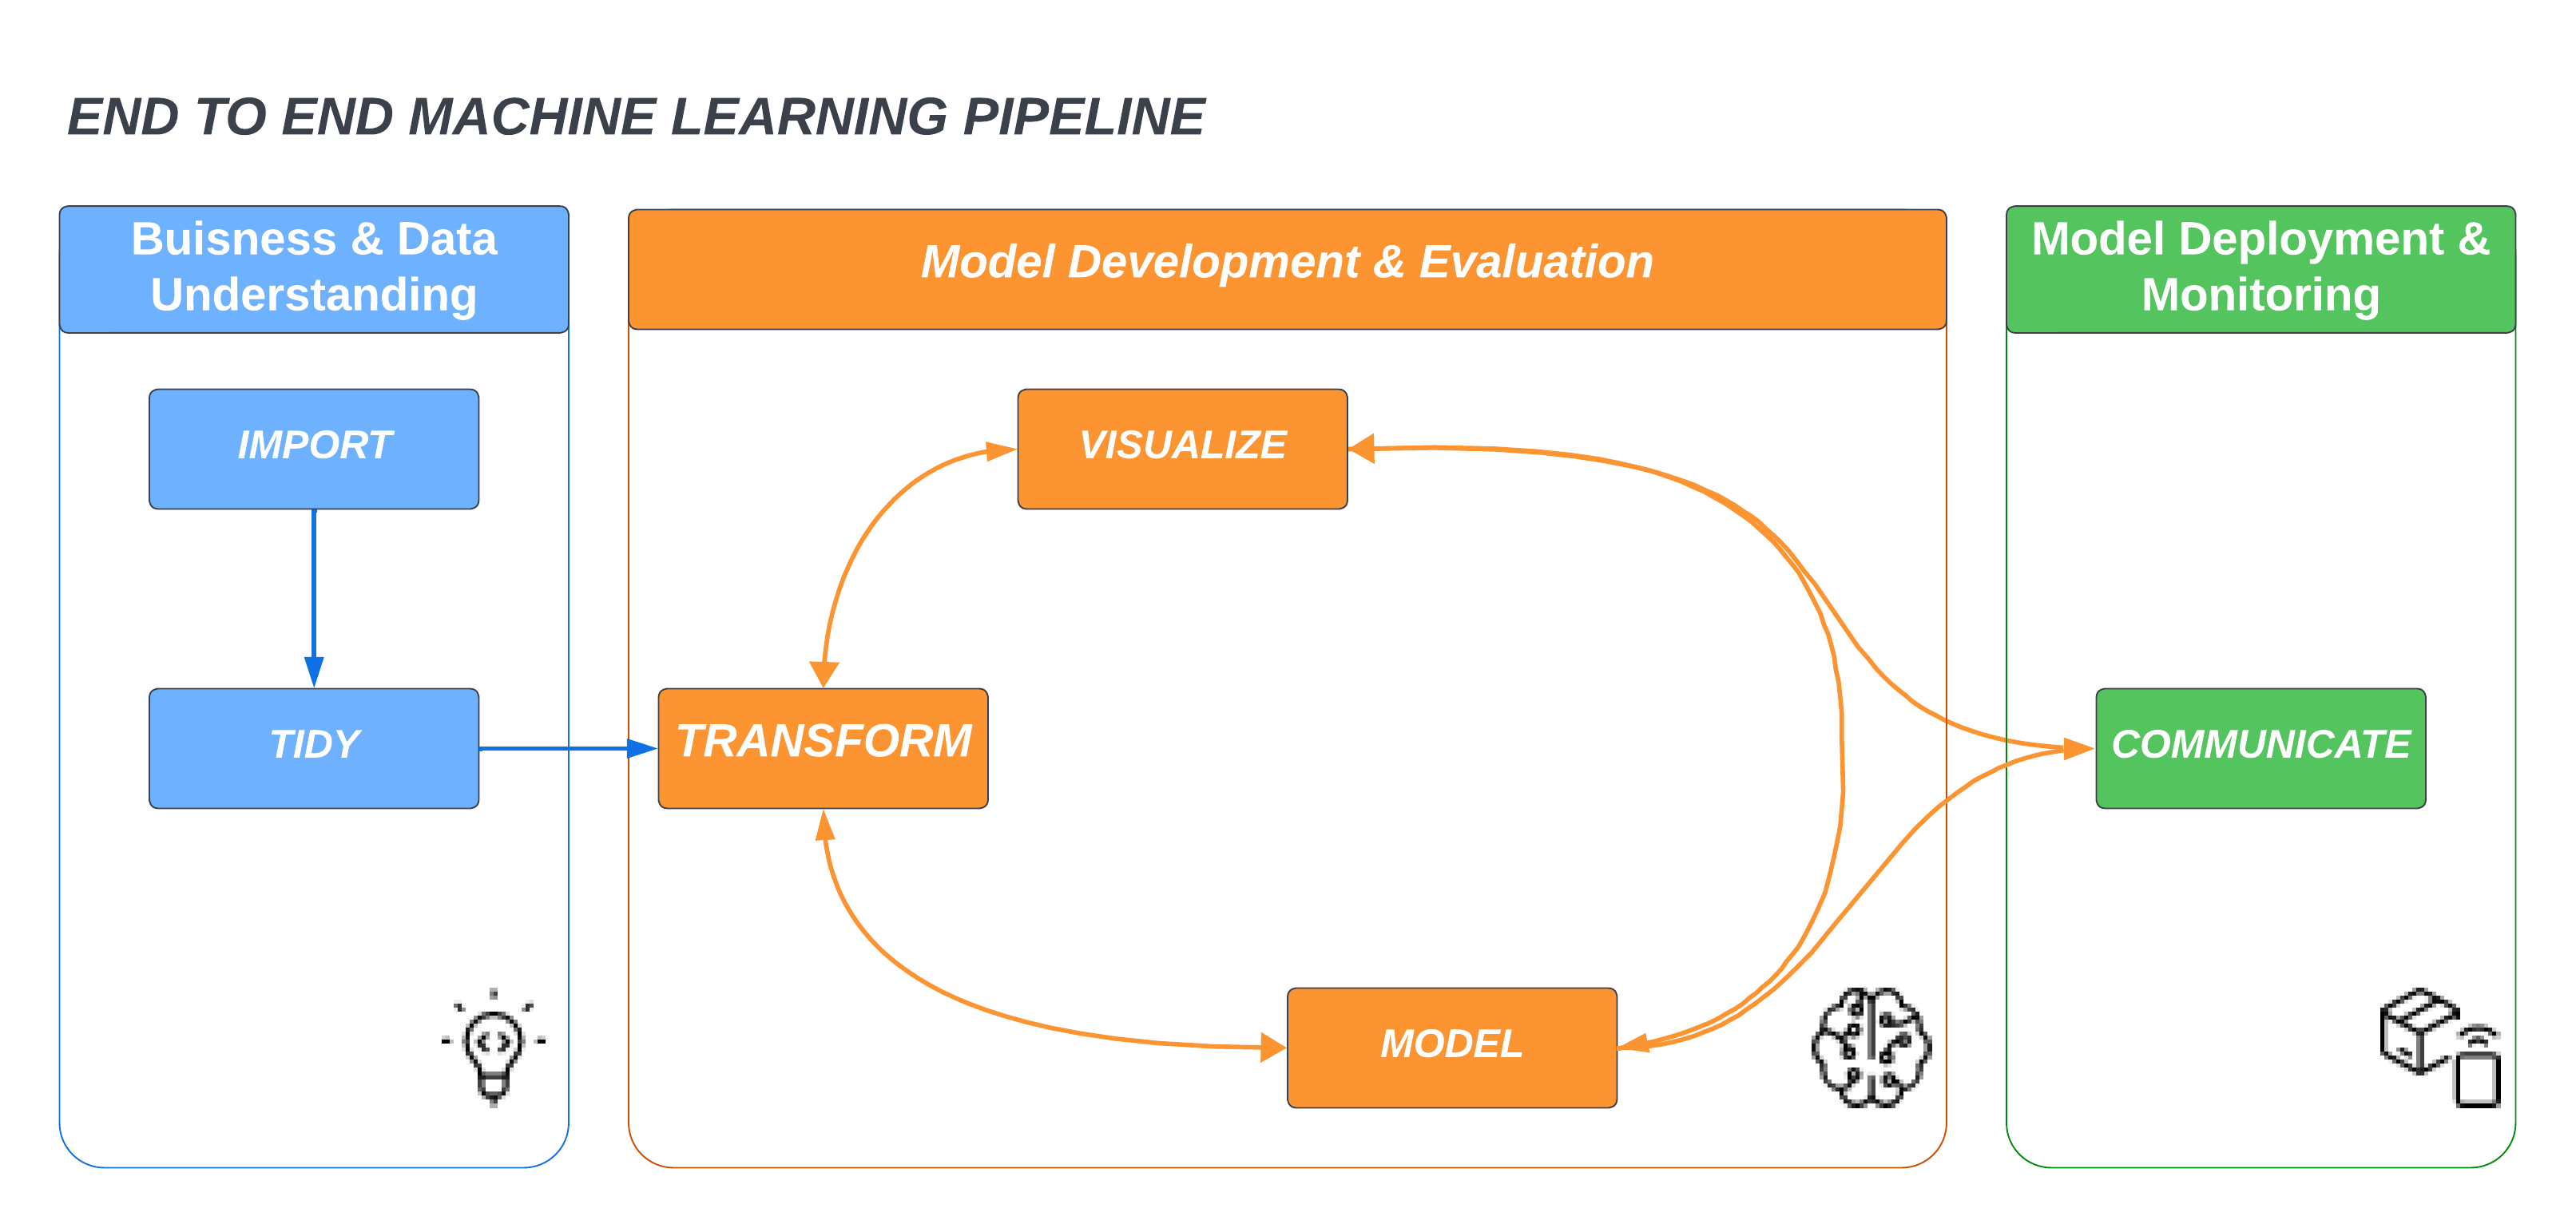 END TO END MACHINE LEARNING PIPELINE
Buisness & Data
Understanding
IMPORT
TIDY
Model Development & Evaluation
VISUALIZE
TRANSFORM
MODEL
Model Deployment &
Monitoring
COMMUNICATE